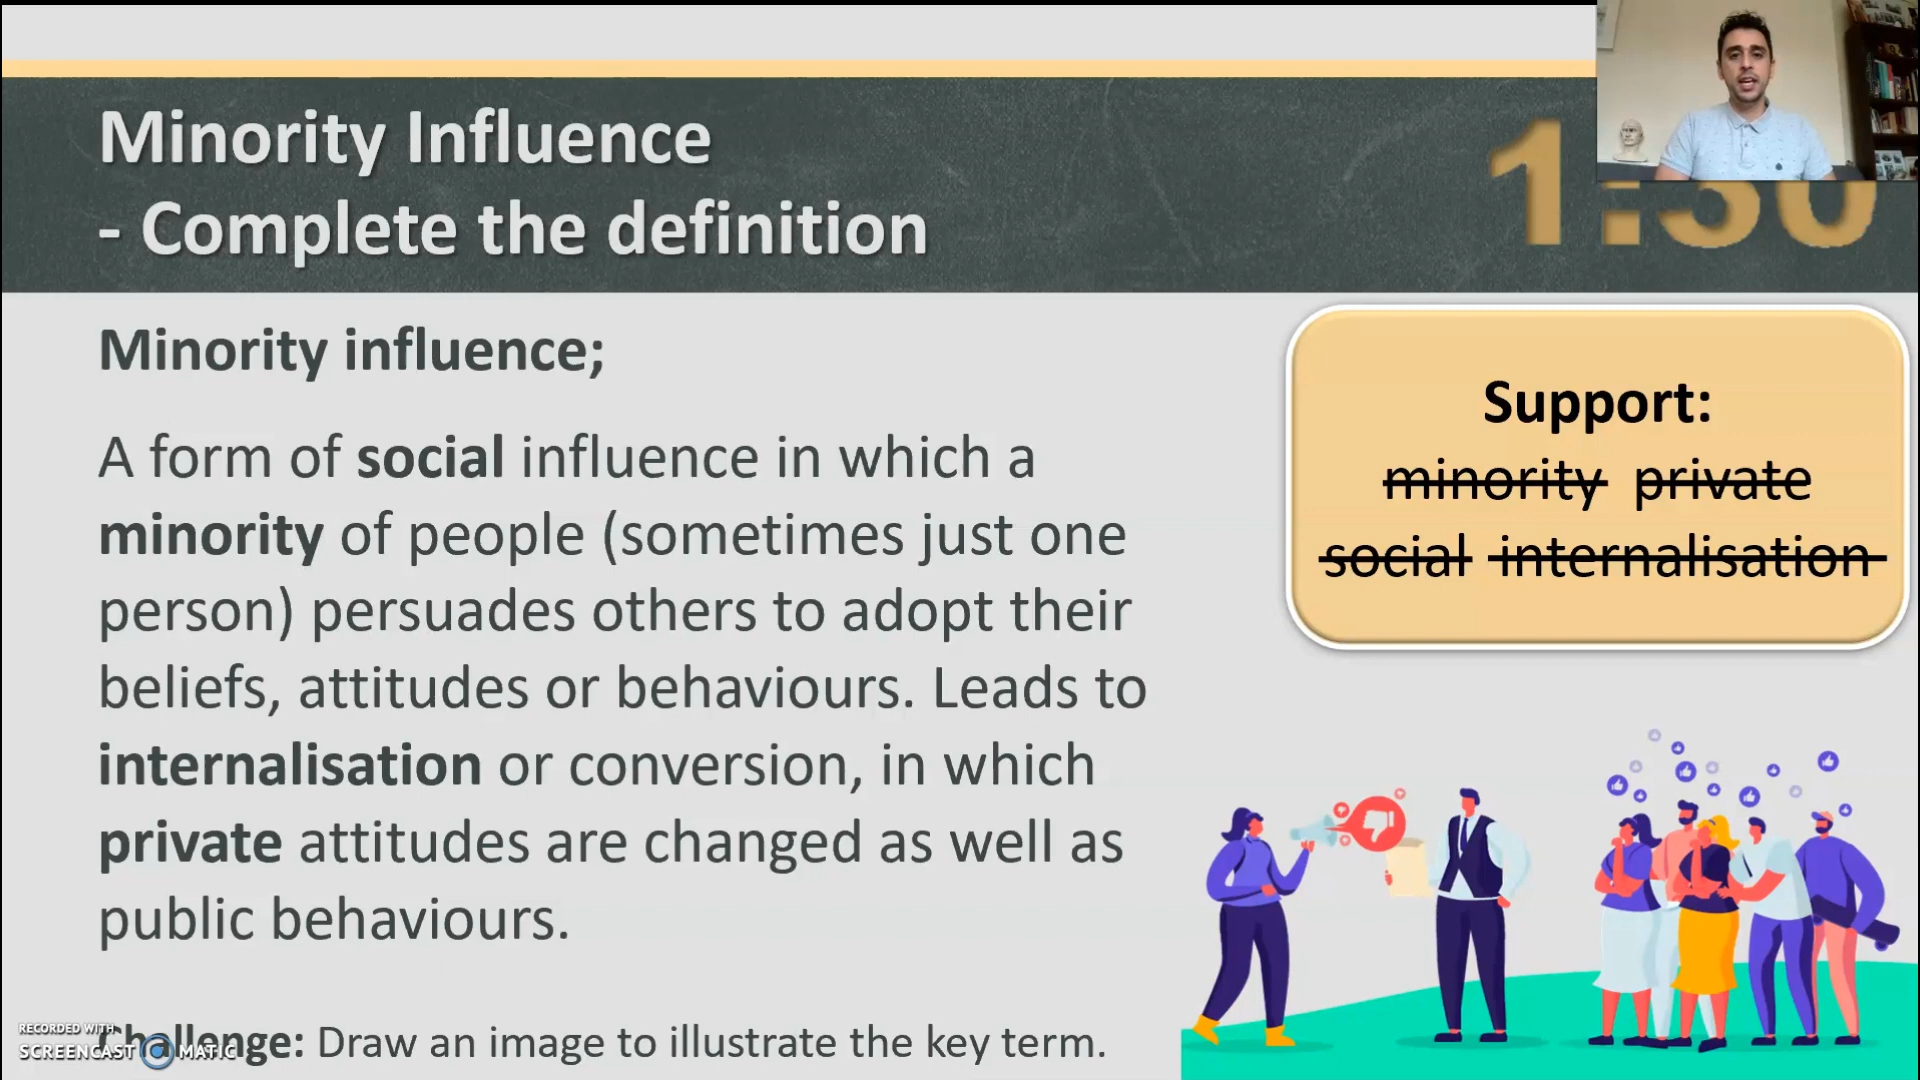 Minority Influence
- Complete the definition
1:30
Minority influence;
A form of social influence in which a
minority of people (sometimes just one
person) persuades others to adopt their
beliefs, attitudes or behaviours. Leads to
internalisation or conversion, in which
private attitudes are changed as well as
public behaviours.
Support:
minority private
social internalisation
Challenge: Draw an image to illustrate the key term.
RECORDED WITH
SCREENCAST MATIC